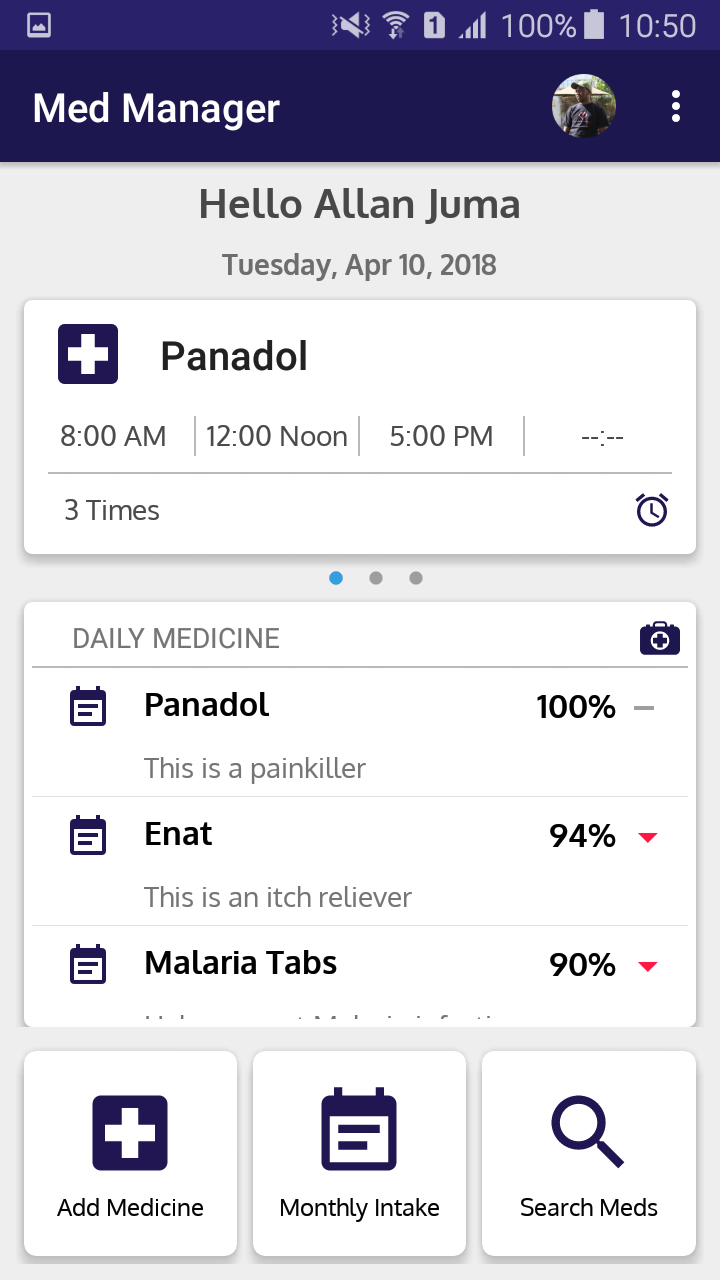 1 100% 10:50
Med Manager
Hello Allan Juma
Tuesday, Apr 10, 2018
Panadol
8:00 AM 12:00 Noon 5:00 PM --:--
3 Times
DAILY MEDICINE
Panadol 100%
This is a painkiller
Enat 94%
This is an itch reliever
Malaria Tabs 90%
Add Medicine Monthly Intake Search Meds